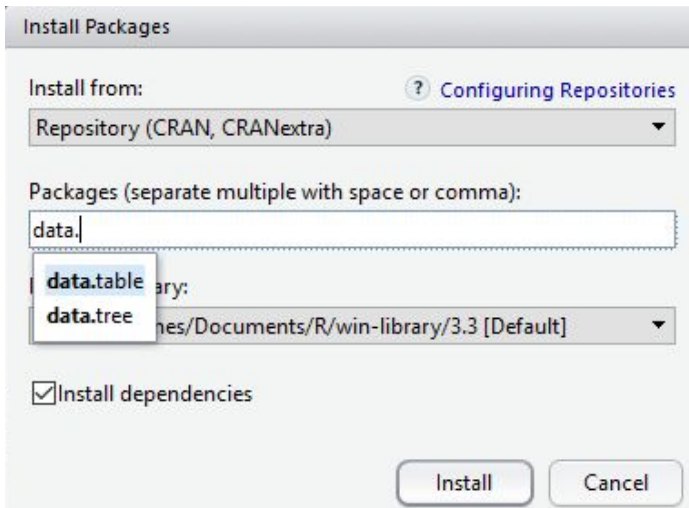 Install Packages
Install from:
? Configuring Repositories
Repository (CRAN, CRANextra)
Packages (separate multiple with space or comma):
data.
data.table
data.tree
ary:
nes/Documents/R/win-library/3.3 [Default]
Install dependencies
Install Cancel